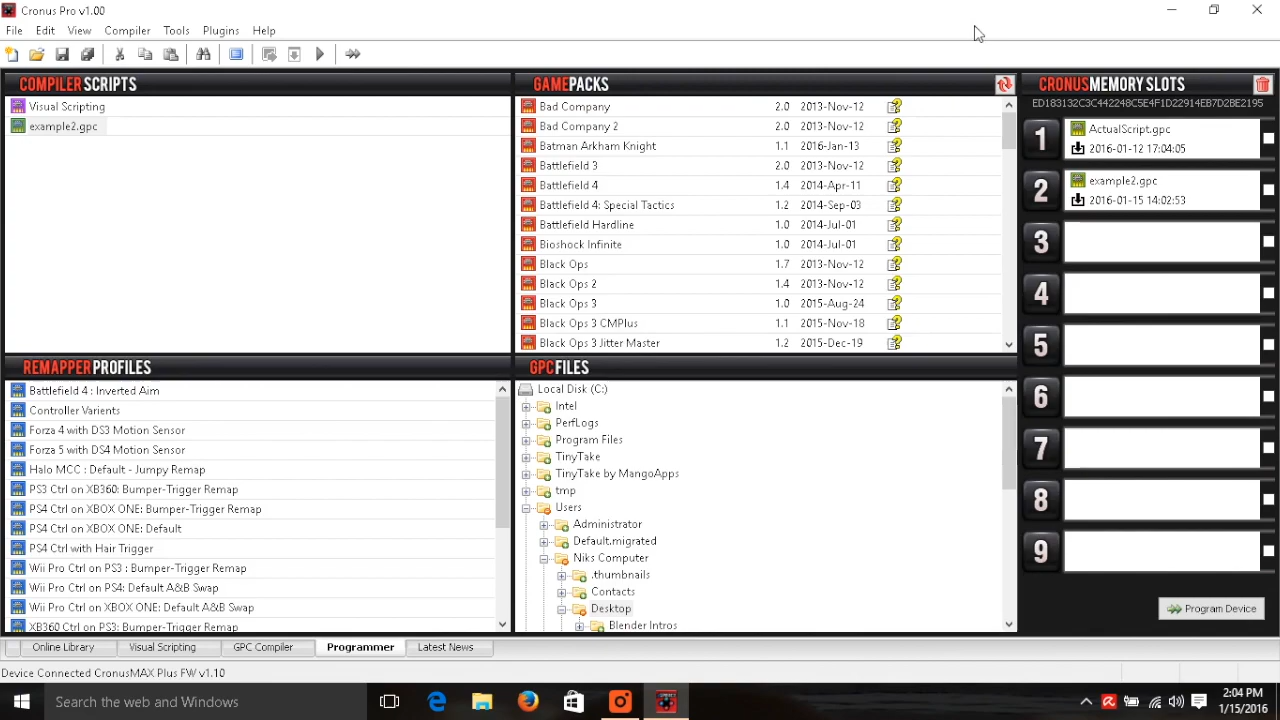 Cronus Pro v1.00
File Edit View Compiler Tools Plugins Help
COMPILER SCRIPTS
Visual Scripting
example2.gpc
GAMEPACKS
Bad Company 2.0 2013-Nov-12
Bad Company 2 2.0 2013-Nov-12
Batman Arkham Knight 1.1 2016-Jan-13
Battlefield 3 2.0 2013-Nov-12
Battlefield 4 1.4 2014-Apr-11
Battlefield 4: Special Tactics 1.2 2014-Sep-03
Battlefield Hardline 1.0 2014-Jul-01
Bioshock Infinite 1.0 2014-Jul-01
Black Ops 1.7 2013-Nov-12
Black Ops 2 1.4 2013-Nov-12
Black Ops 3 1.0 2015-Aug-24
Black Ops 3 CMPlus 1.1 2015-Nov-18
Black Ops 3 Jitter Master 1.2 2015-Dec-19
CRONUS MEMORY SLOTS
ED183132C3C442248C5E4F1D22914EB7D2BE2195
1 ActualScript.gpc
2016-01-12 17:04:05
2 example2.gpc
2016-01-15 14:02:53
3
4
5
6
7
8
9
Program Device
REMAPPER PROFILES
Battlefield 4 : Inverted Aim
Controller Varients
Forza 4 with DS3 Motion Sensor
Forza 5 with DS4 Motion Sensor
Halo MCC : Default - Jumpy Remap
PS3 Ctrl on XB360: Bumper-Trigger Remap
PS4 Ctrl on XBOX ONE: Bumper-Trigger Remap
PS4 Ctrl on XBOX ONE: Default
PS4 Ctrl with Hair Trigger
Wii Pro Ctrl on PS3 : Bumper-Trigger Remap
Wii Pro Ctrl on PS4: Default A&B Swap
Wii Pro Ctrl on XBOX ONE: Default A&B Swap
XB360 Ctrl on PS3: Bumper-Trigger Remap
GPC FILES
Local Disk (C:)
Intel
PerfLogs
Program Files
TinyTake
TinyTake by MangoApps
tmp
Users
Administrator
Default.migrated
Niks Computer
.thumbnails
Contacts
Desktop
Blender Intros
Online Library Visual Scripting GPC Compiler Programmer Latest News
Device Connected CronusMAX Plus FW v1.10
Search the web and Windows
2:04 PM
1/15/2016